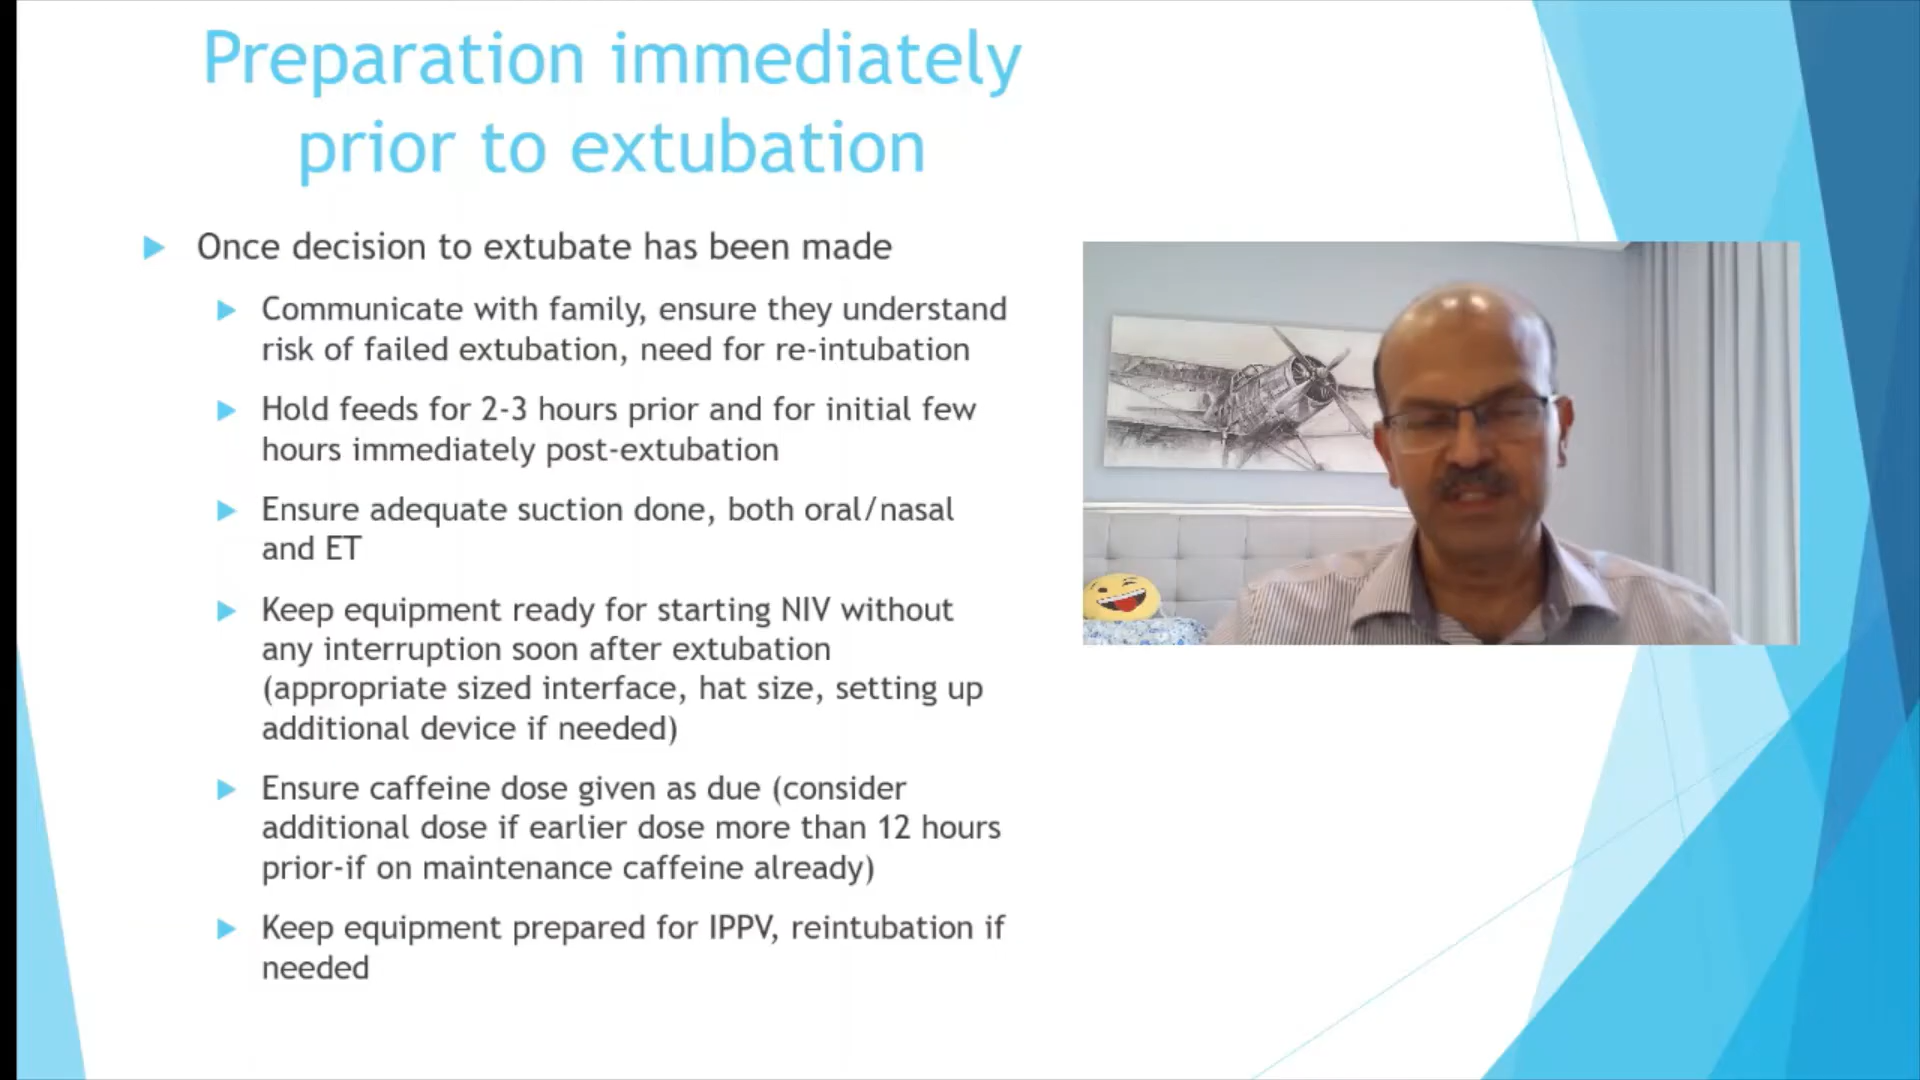 Preparation immediately
prior to extubation
Once decision to extubate has been made
Communicate with family, ensure they understand
risk of failed extubation, need for re-intubation
Hold feeds for 2-3 hours prior and for initial few
hours immediately post-extubation
Ensure adequate suction done, both oral/nasal
and ET
Keep equipment ready for starting NIV without
any interruption soon after extubation
(appropriate sized interface, hat size, setting up
additional device if needed)
Ensure caffeine dose given as due (consider
additional dose if earlier dose more than 12 hours
prior-if on maintenance caffeine already)
Keep equipment prepared for IPPV, reintubation if
needed